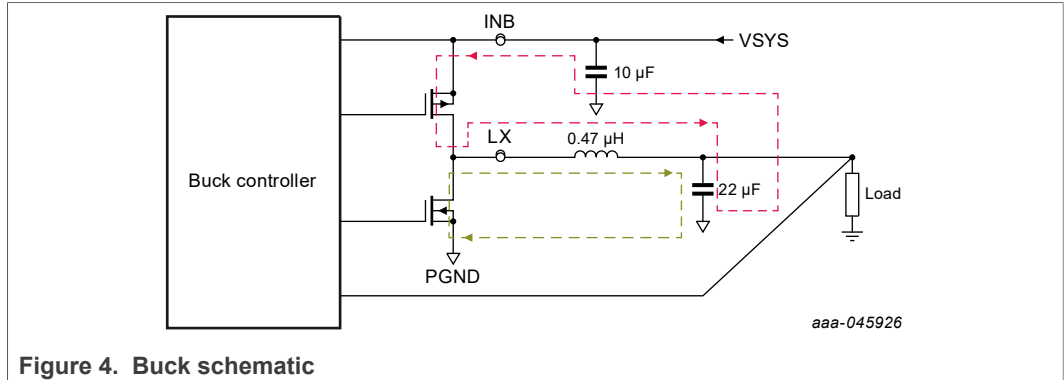 INB
VSYS
10 µF
LX
0.47 µH
Buck controller
22 µF
Load
PGND
aaa-045926
Figure 4. Buck schematic